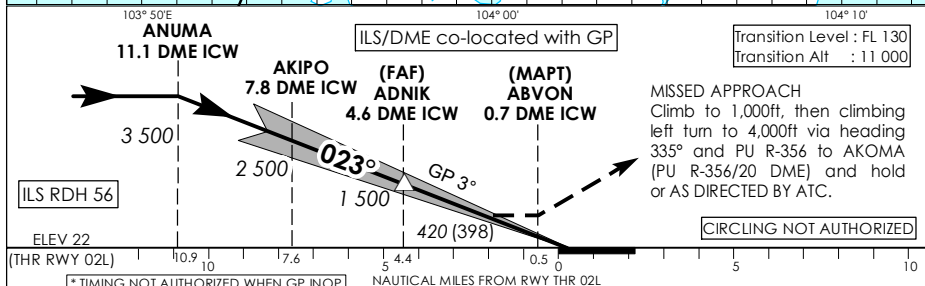 103° 50'E
104° 00'
104° 10'
ANUMA
11.1 DME ICW
ILS/DME co-located with GP
Transition Level : FL 130
Transition Alt : 11 000
AKIPO
7.8 DME ICW
(FAF)
ADNIK
4.6 DME ICW
(MAPT)
ABVON
0.7 DME ICW
MISSED APPROACH
Climb to 1,000ft, then climbing
left turn to 4,000ft via heading
335º and PU R-356 to AKOMA
(PU R-356/20 DME) and hold
or AS DIRECTED BY ATC.
3 500
023°
2 500
GP 3°
1 500
ILS RDH 56
420 (398)
CIRCLING NOT AUTHORIZED
ELEV 22
(THR RWY 02L)
10.9
10
7.6
5
4.4
0.5
0
5
10
* TIMING NOT AUTHORIZED WHEN GP INOP
NAUTICAL MILES FROM RWY THR 02L